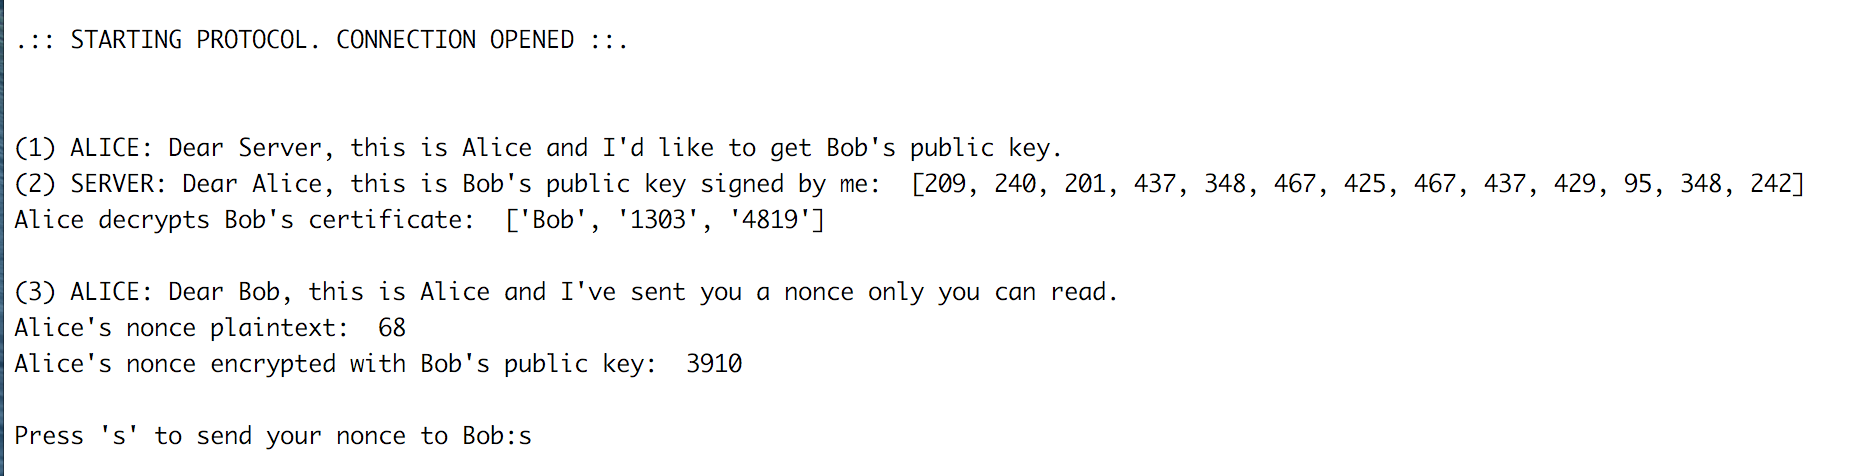 .:: STARTING PROTOCOL. CONNECTION OPENED ::.
(1) ALICE: Dear Server, this is Alice and I'd like to get Bob's public key.
(2) SERVER: Dear Alice, this is Bob's public key signed by me:  [209, 240, 201, 437, 348, 467, 425, 467, 437, 429, 95, 348, 242]
Alice decrypts Bob's certificate:  ['Bob', '1303', '4819']
(3) ALICE: Dear Bob, this is Alice and I've sent you a nonce only you can read.
Alice's nonce plaintext:  68
Alice's nonce encrypted with Bob's public key:  3910
Press 's' to send your nonce to Bob:s